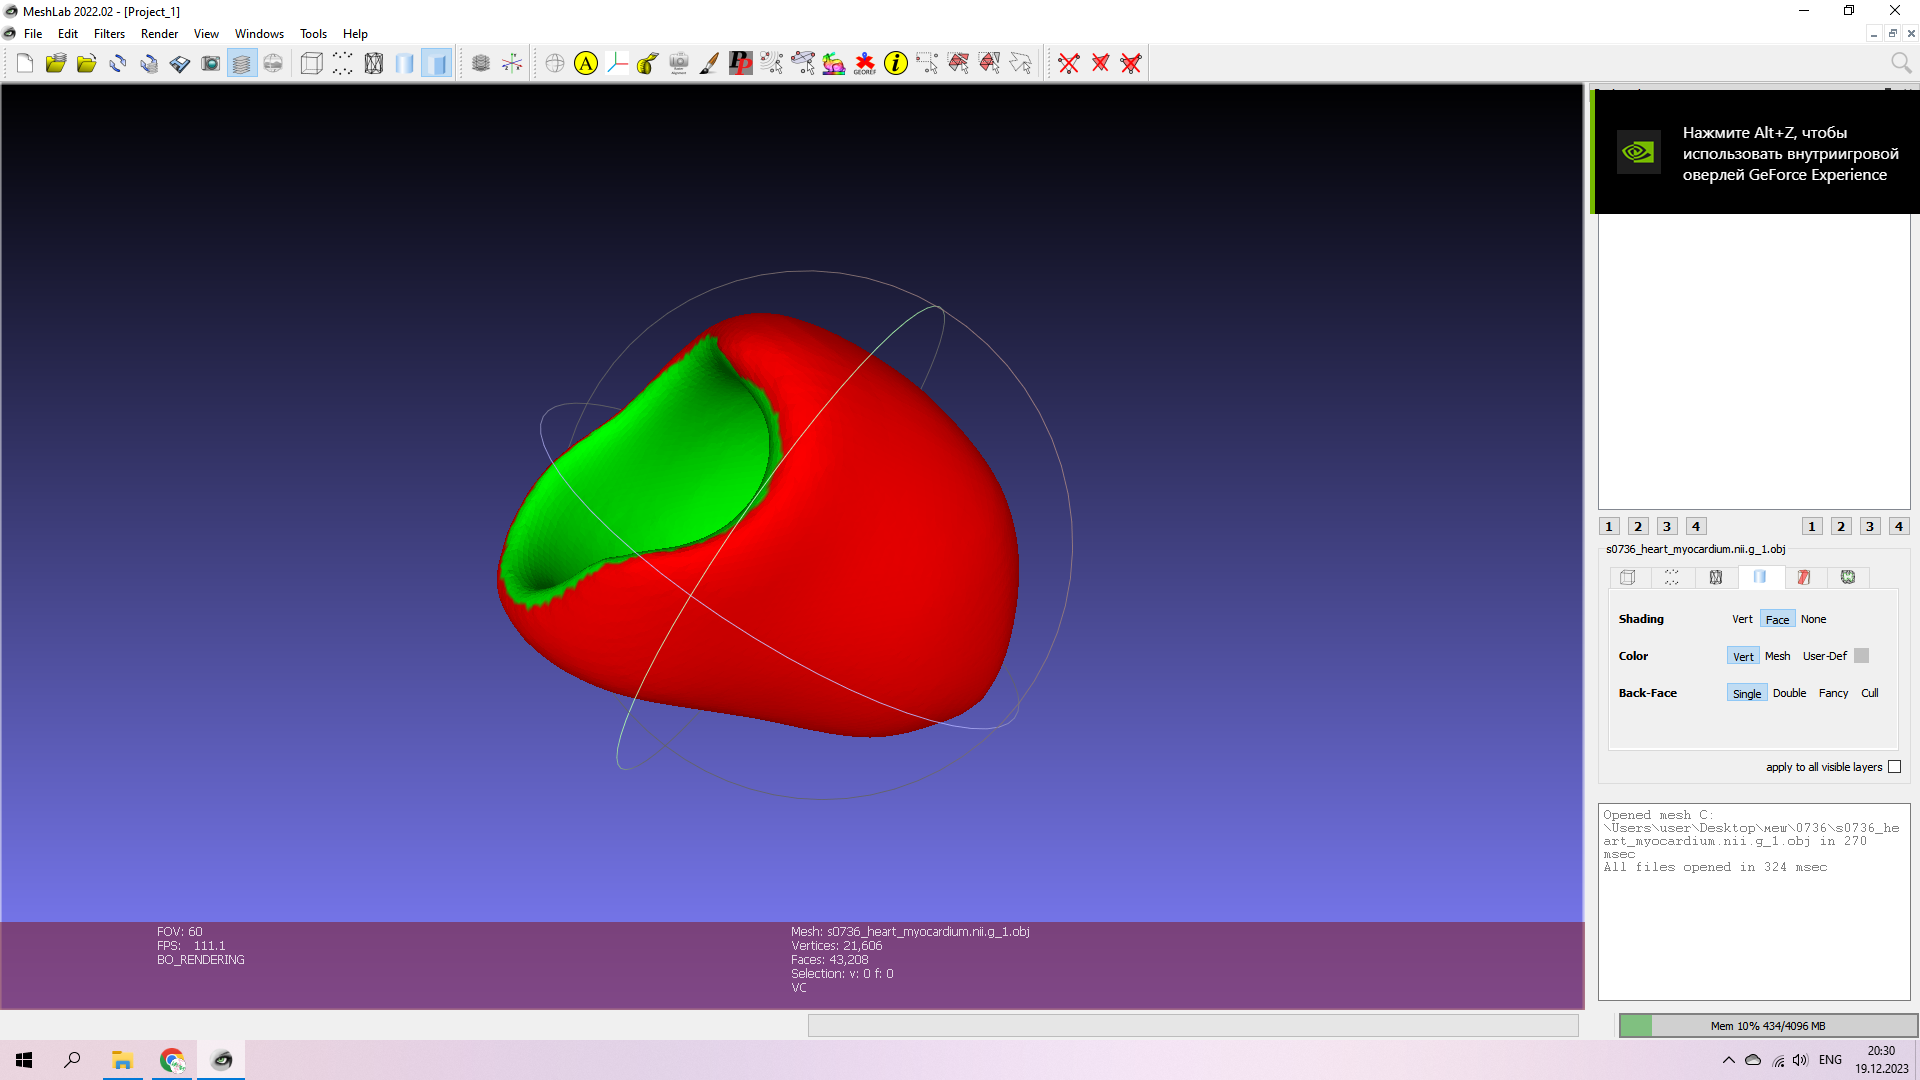 MeshLab 2022.02 - [Project_1]
File Edit Filters Render View Windows Tools Help
A
PP
GEOREF
i
Нажмите Alt+Z, чтобы
использовать внутриигровой
оверлей GeForce Experience
1 2 3 4 1 2 3 4
s0736_heart_myocardium.nii.g_1.obj
Shading Vert Face None
Color Vert Mesh User-Def
Back-Face Single Double Fancy Cull
apply to all visible layers
Opened mesh C:
\Users\user\Desktop\меш\0736\s0736_he
art_myocardium.nii.g_1.obj in 270
msec
All files opened in 324 msec
FOV: 60
FPS: 111.1
BO_RENDERING
Mesh: s0736_heart_myocardium.nii.g_1.obj
Vertices: 21,606
Faces: 43,208
Selection: v: 0 f: 0
VC
Mem 10% 434/4096 MB
ENG
20:30
19.12.2023